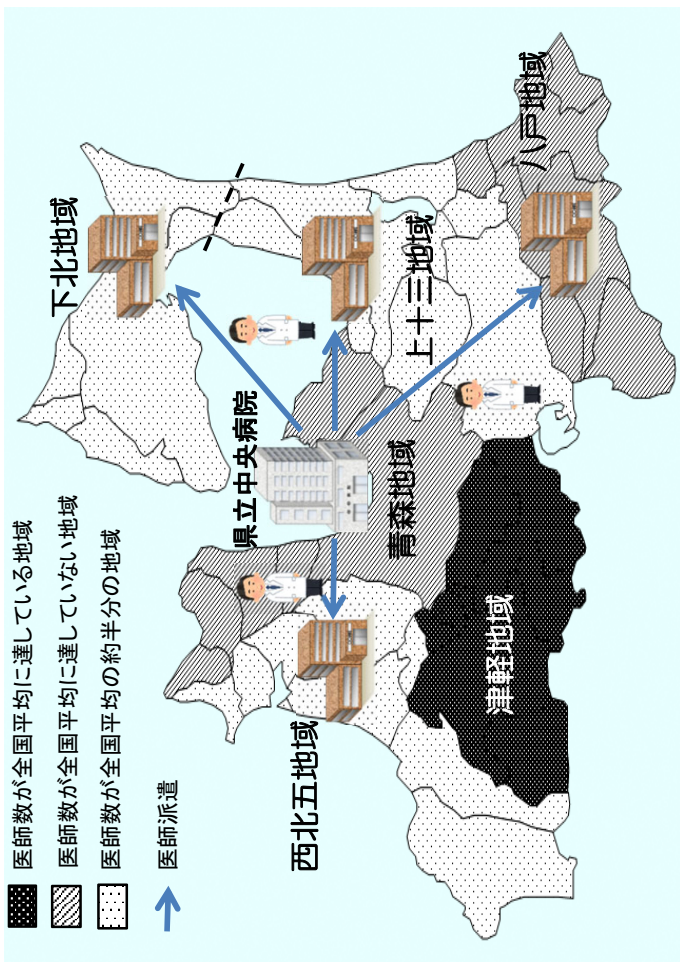 医師数が全国平均に達している地域
医師数が全国平均に達していない地域
医師数が全国平均の約半分の地域
医師派遣
下北地域
県立中央病院
西北五地域
青森地域
上十三地域
八戸地域
津軽地域